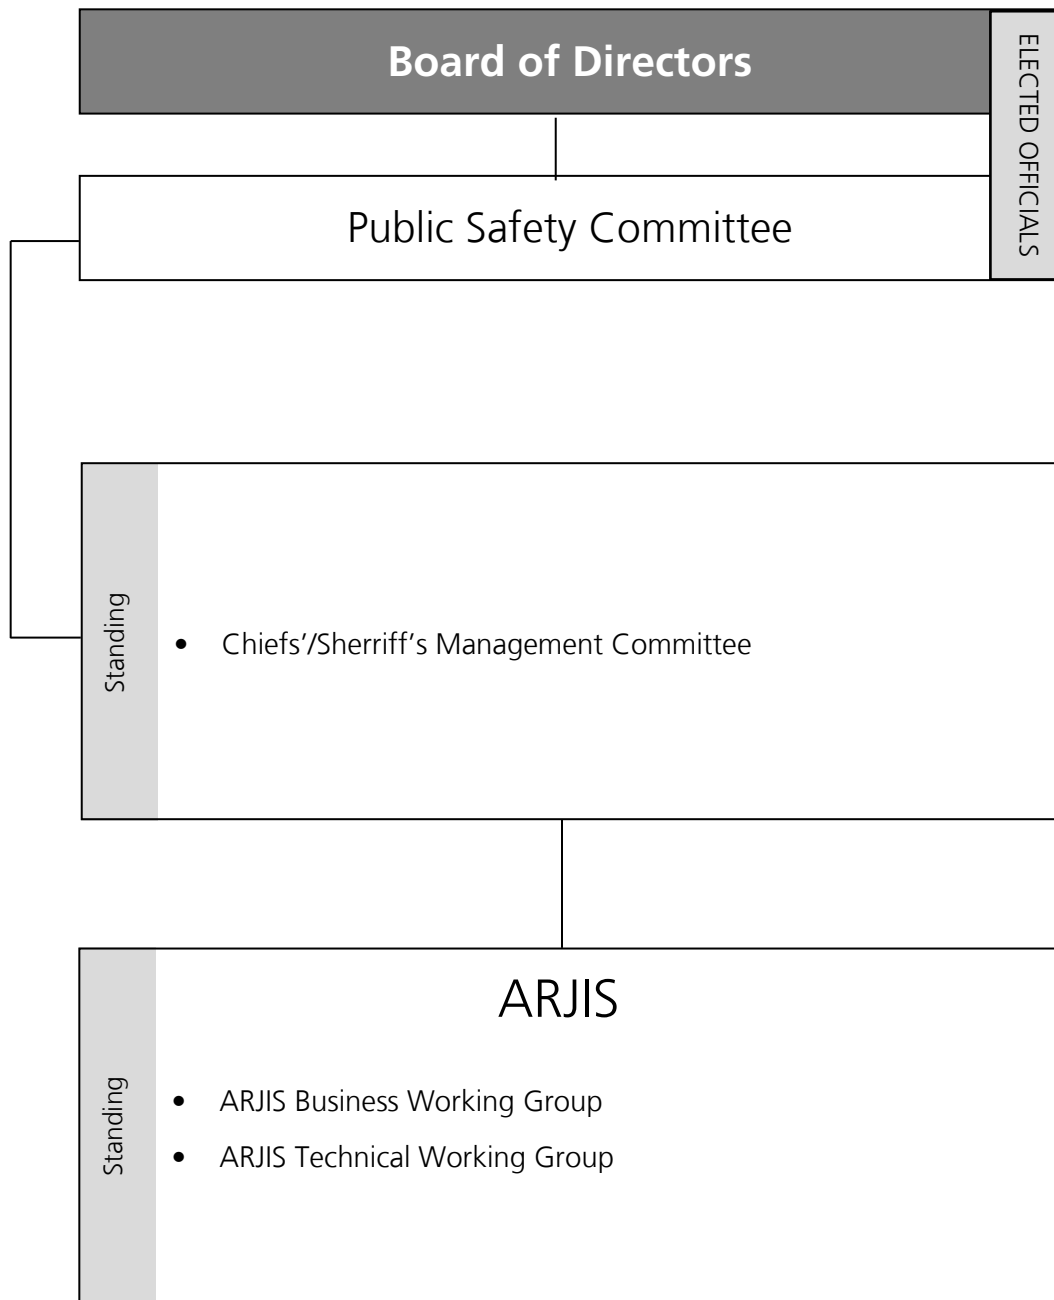 Board of Directors
ELECTED OFFICIALS
Public Safety Committee
Standing
• Chiefs’/Sherriff’s Management Committee
ARJIS
Standing
• ARJIS Business Working Group
• ARJIS Technical Working Group